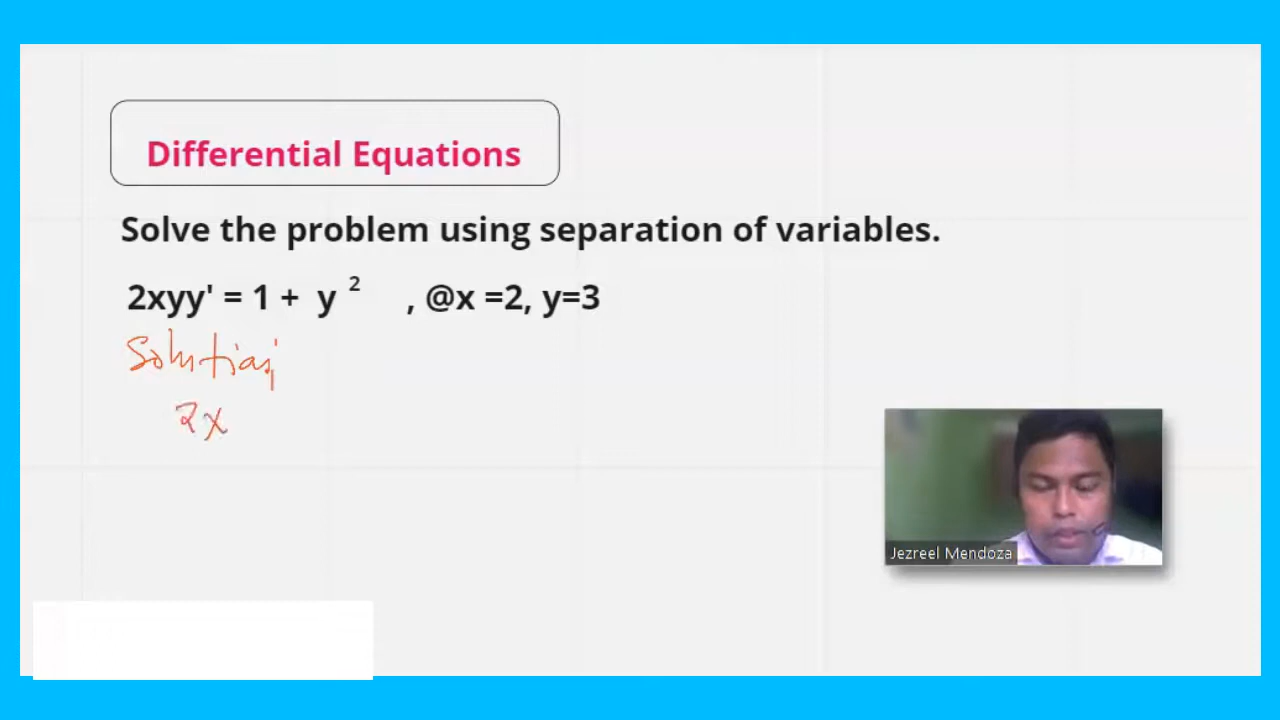 Differential Equations
Solve the problem using separation of variables.
2xyy' = 1 + y ² , @x =2, y=3
Solution;
2x
Jezreel Mendoza